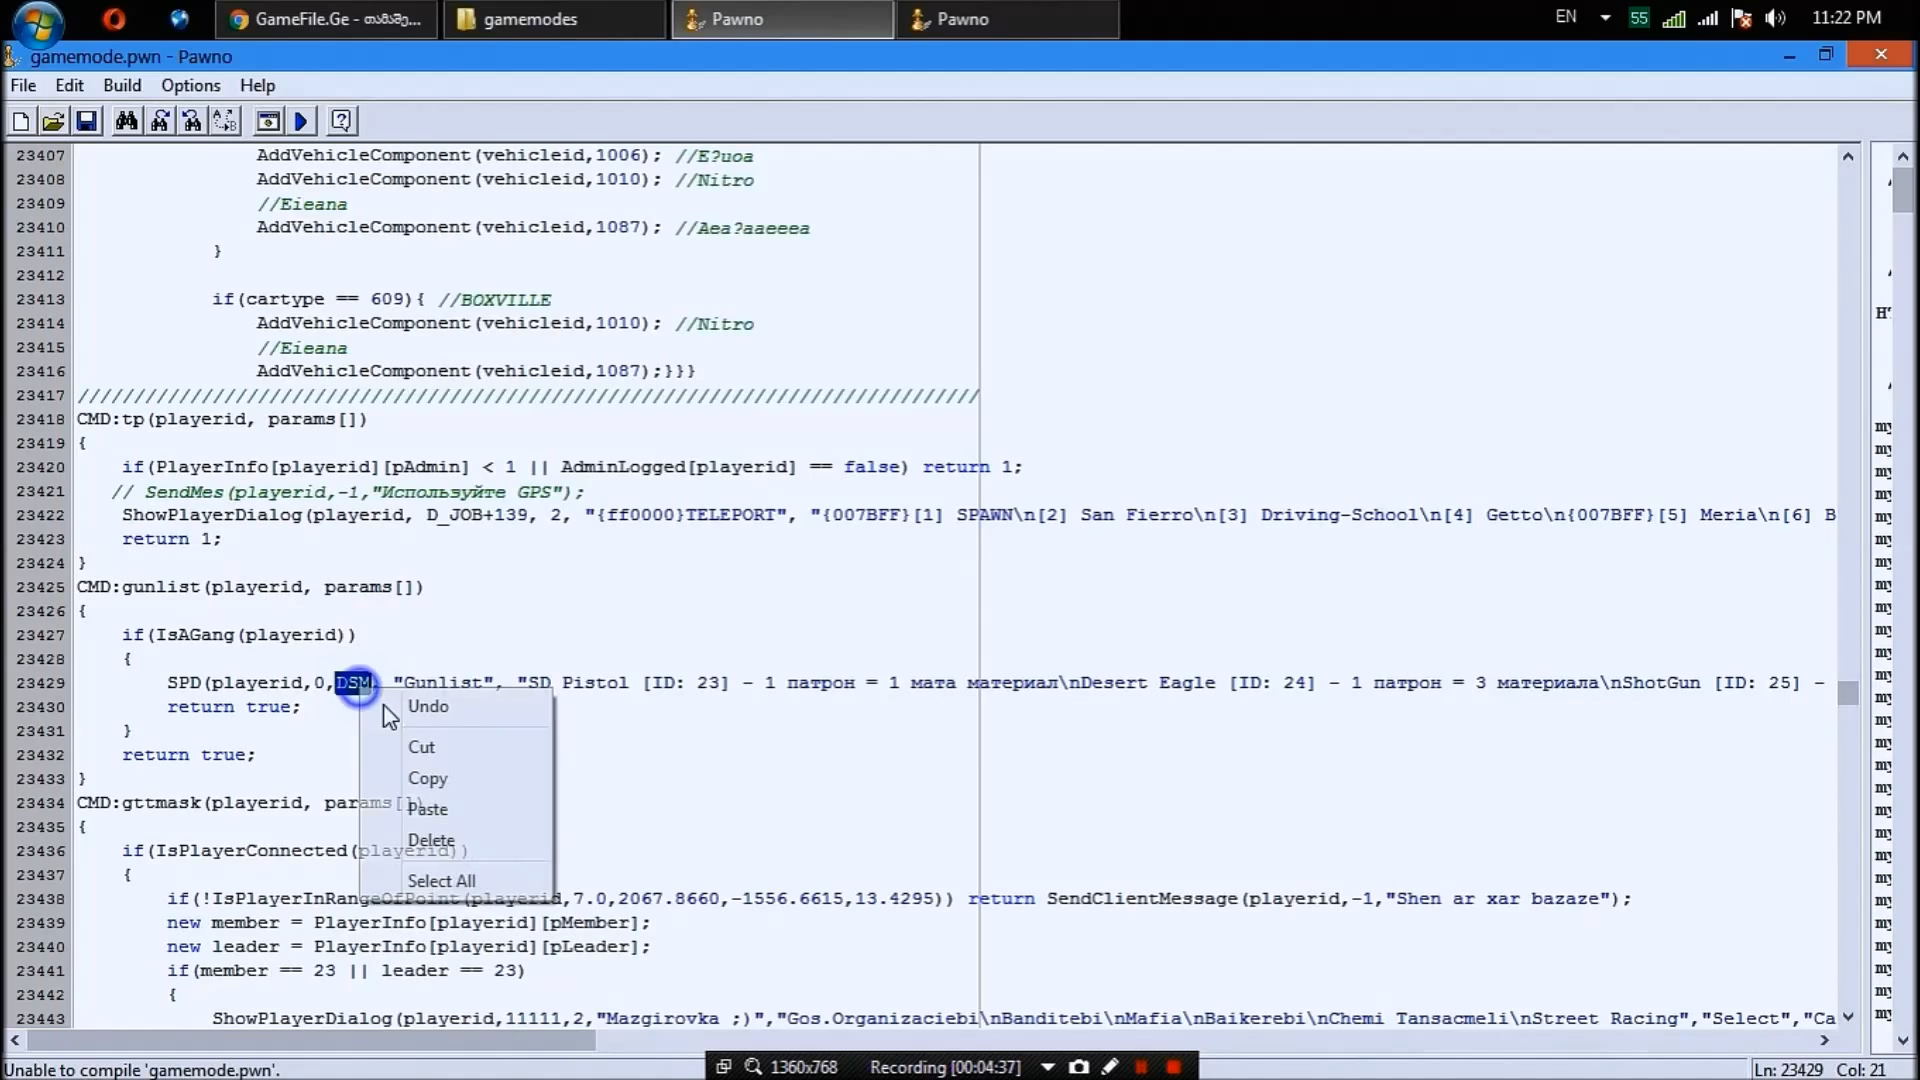 GameFile.Ge - თამაშე...
gamemodes
Pawno
Pawno
EN
55
11:22 PM
gamemode.pwn - Pawno
File Edit Build Options Help
23407 AddVehicleComponent(vehicleid,1006); //E?uoa
23408 AddVehicleComponent(vehicleid,1010); //Nitro
23409 //Eieana
23410 AddVehicleComponent(vehicleid,1087); //Aea?aaeeea
23411 }
23412
23413 if(cartype == 609){ //BOXVILLE
23414 AddVehicleComponent(vehicleid,1010); //Nitro
23415 //Eieana
23416 AddVehicleComponent(vehicleid,1087);}}}
23417 ////////////////////////////////////////////////////////////////////////////////
23418 CMD:tp(playerid, params[])
23419 {
23420 if(PlayerInfo[playerid][pAdmin] < 1 || AdminLogged[playerid] == false) return 1;
23421 // SendMes(playerid,-1,"Используйте GPS");
23422 ShowPlayerDialog(playerid, D_JOB+139, 2, "{ff0000}TELEPORT", "{007BFF}[1] SPAWN\n[2] San Fierro\n[3] Driving-School\n[4] Getto\n{007BFF}[5] Meria\n[6] B
23423 return 1;
23424 }
23425 CMD:gunlist(playerid, params[])
23426 {
23427 if(IsAGang(playerid))
23428 {
23429 SPD(playerid,0,DSM, "Gunlist", "SD Pistol [ID: 23] - 1 патрон = 1 мата материал\nDesert Eagle [ID: 24] - 1 патрон = 3 материала\nShotGun [ID: 25] -
23430 return true;
23431 }
23432 return true;
23433 }
23434 CMD:gttmask(playerid, params[])
23435 {
23436 if(IsPlayerConnected(playerid))
23437 {
23438 if(!IsPlayerInRangeOfPoint(playerid,7.0,2067.8660,-1556.6615,13.4295)) return SendClientMessage(playerid,-1,"Shen ar xar bazaze");
23439 new member = PlayerInfo[playerid][pMember];
23440 new leader = PlayerInfo[playerid][pLeader];
23441 if(member == 23 || leader == 23)
23442 {
23443 ShowPlayerDialog(playerid,11111,2,"Mazgirovka ;)","Gos.Organizaciebi\nBanditebi\nMafia\nBaikerebi\nChemi Tansacmeli\nStreet Racing","Select","Ca
Undo
Cut
Copy
Paste
Delete
Select All
Unable to compile 'gamemode.pwn'.
1360x768
Recording [00:04:37]
Ln: 23429 Col: 21